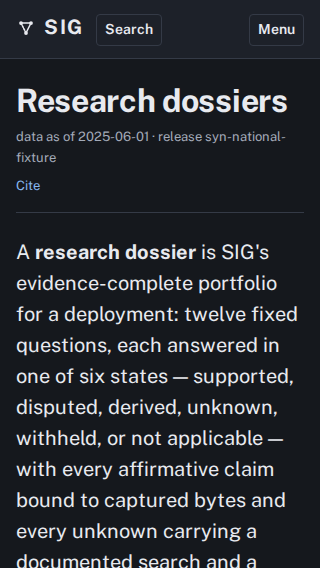 SIG
Search
Menu
Research dossiers
data as of 2025-06-01 · release syn-national-
fixture
Cite
A research dossier is SIG's
evidence-complete portfolio
for a deployment: twelve fixed
questions, each answered in
one of six states — supported,
disputed, derived, unknown,
withheld, or not applicable —
with every affirmative claim
bound to captured bytes and
every unknown carrying a
documented search and a